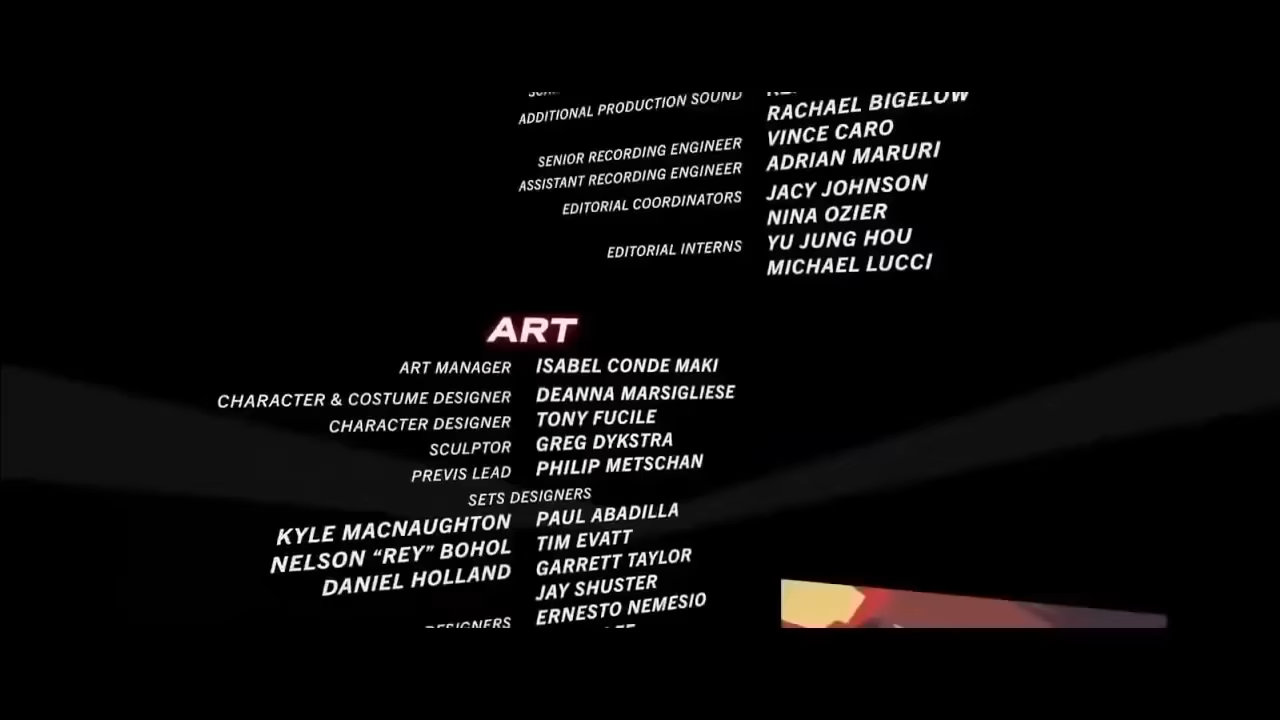 ADDITIONAL PRODUCTION SOUND RACHAEL BIGELOW
VINCE CARO
SENIOR RECORDING ENGINEER ADRIAN MARURI
ASSISTANT RECORDING ENGINEER JACY JOHNSON
EDITORIAL COORDINATORS NINA OZIER
YU JUNG HOU
EDITORIAL INTERNS MICHAEL LUCCI
ART
ART MANAGER ISABEL CONDE MAKI
CHARACTER & COSTUME DESIGNER DEANNA MARSIGLIESE
CHARACTER DESIGNER TONY FUCILE
SCULPTOR GREG DYKSTRA
PREVIS LEAD PHILIP METSCHAN
SETS DESIGNERS
KYLE MACNAUGHTON PAUL ABADILLA
NELSON “REY” BOHOL TIM EVATT
DANIEL HOLLAND GARRETT TAYLOR
JAY SHUSTER
DESIGNERS ERNESTO NEMESIO